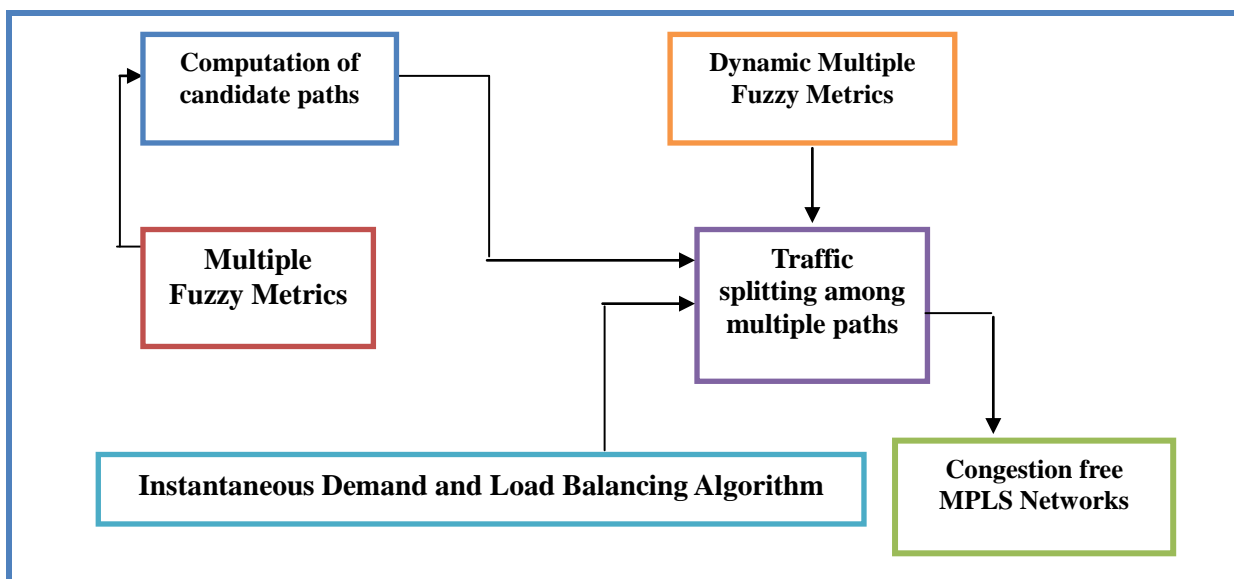 Computation of
candidate paths
Dynamic Multiple
Fuzzy Metrics
Multiple
Fuzzy Metrics
Traffic
splitting among
multiple paths
Instantaneous Demand and Load Balancing Algorithm
Congestion free
MPLS Networks